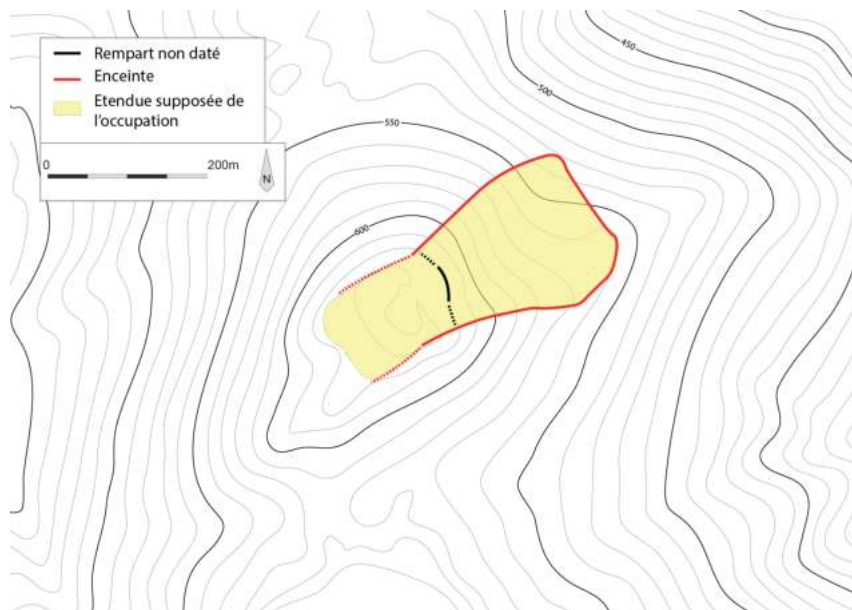 Rempart non daté
Enceinte
Etendue supposée de
l'occupation
0
200m
N
450
500
550
600